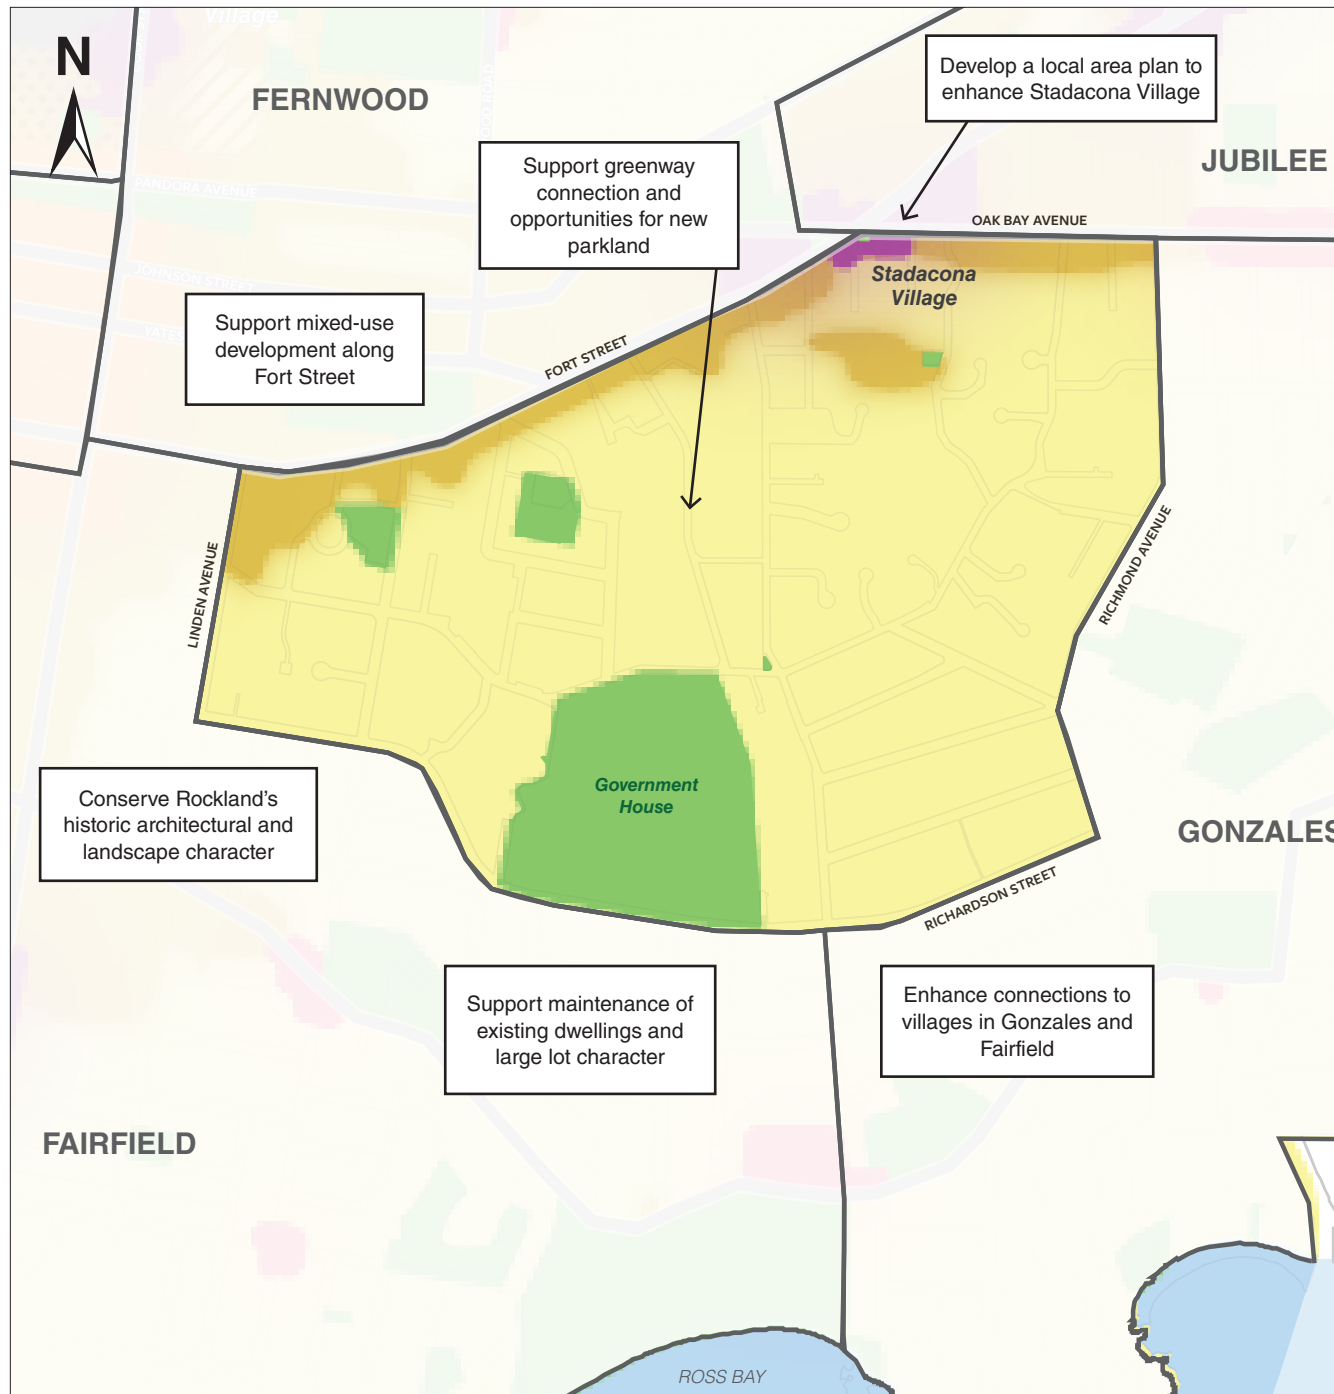 Village
N
FERNWOOD
Develop a local area plan to
enhance Stadacona Village
JUBILEE
Support greenway
connection and
opportunities for new
parkland
PANDORA AVENUE
OAK BAY AVENUE
JOHNSON STREET
Stadacona
Village
Support mixed-use
development along
Fort Street
YATES
FORT STREET
LINDEN AVENUE
RICHMOND AVENUE
Government
House
Conserve Rockland's
historic architectural and
landscape character
GONZALES
RICHARDSON STREET
Support maintenance of
existing dwellings and
large lot character
Enhance connections to
villages in Gonzales and
Fairfield
FAIRFIELD
ROSS BAY